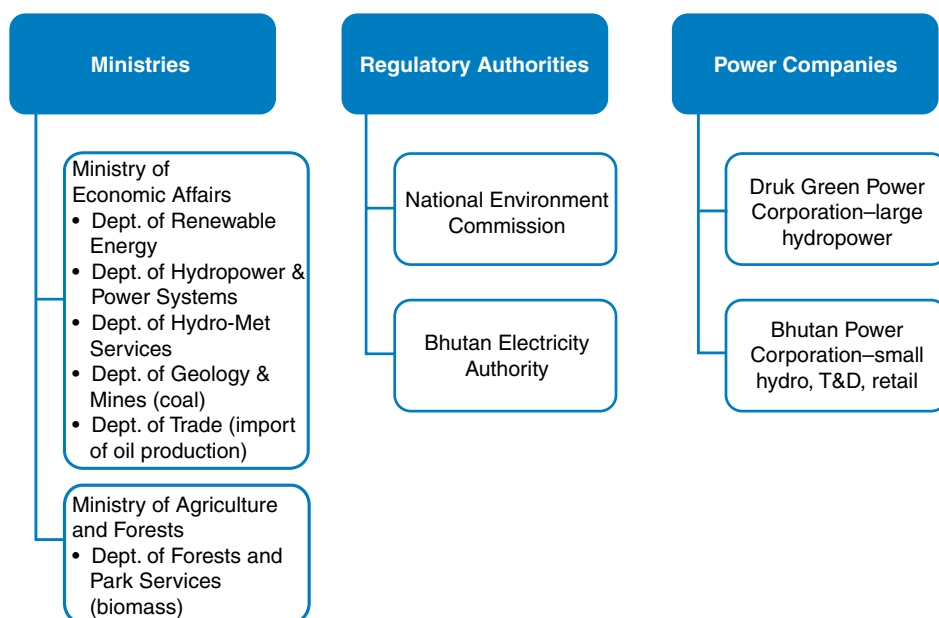 Ministries
Ministry of
Economic Affairs
• Dept. of Renewable
Energy
• Dept. of Hydropower &
Power Systems
• Dept. of Hydro-Met
Services
• Dept. of Geology &
Mines (coal)
• Dept. of Trade (import
of oil production)
Ministry of Agriculture
and Forests
• Dept. of Forests and
Park Services
(biomass)
Regulatory Authorities
National Environment
Commission
Bhutan Electricity
Authority
Power Companies
Druk Green Power
Corporation–large
hydropower
Bhutan Power
Corporation–small
hydro, T&D, retail